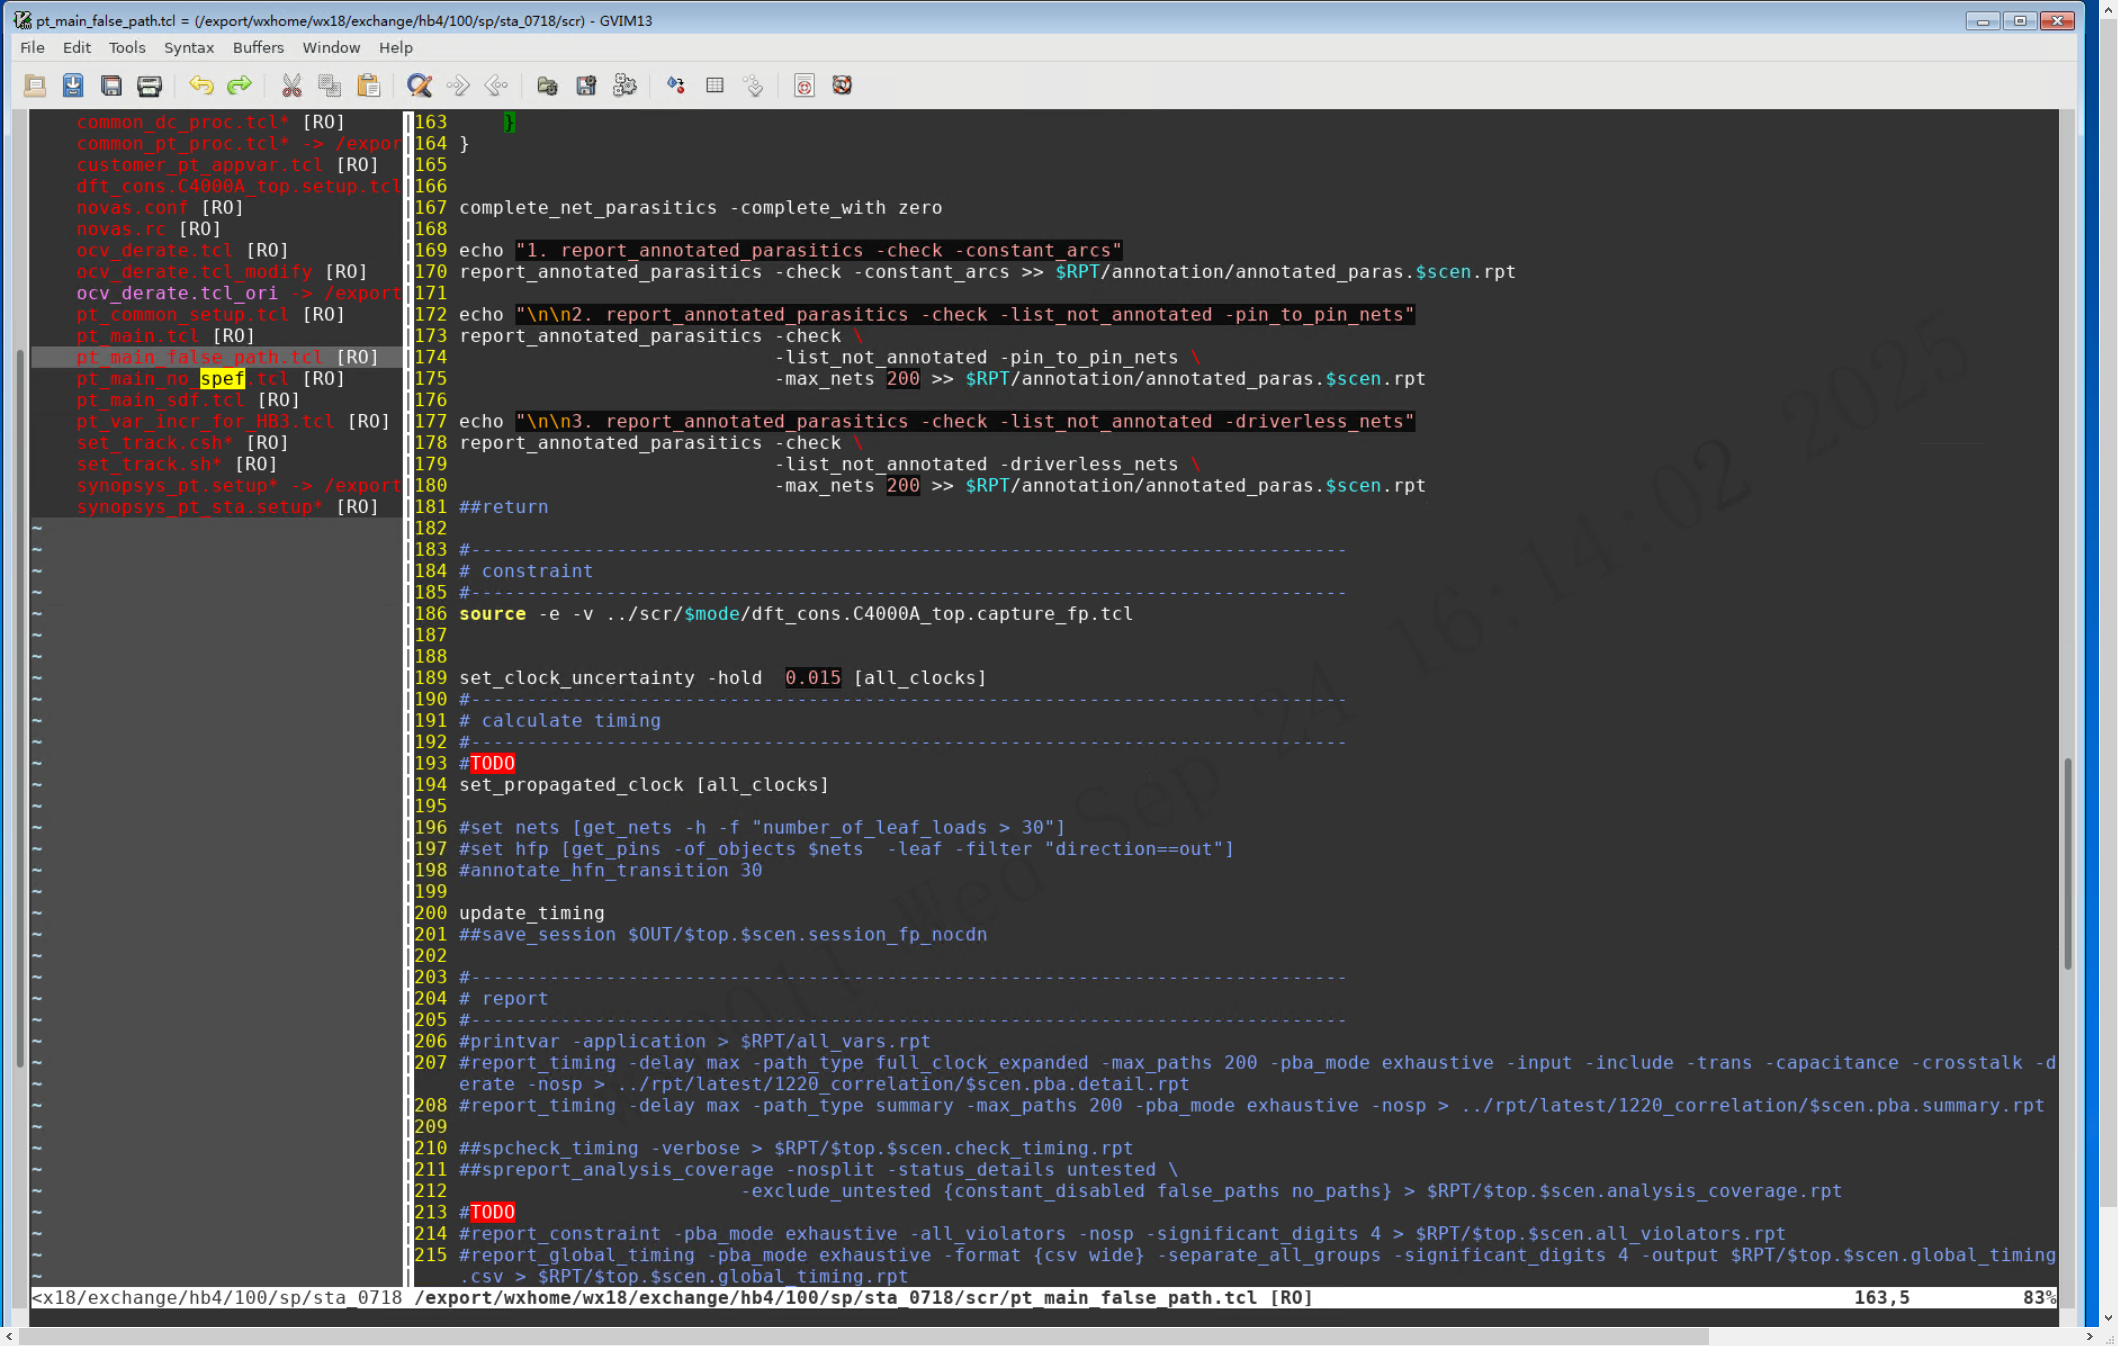 pt_main_false_path.tcl = (/export/wxhome/wx18/exchange/hb4/100/sp/sta_0718/scr) - GVIM13
File Edit Tools Syntax Buffers Window Help
common_dc_proc.tcl* [RO]
common_pt_proc.tcl* -> /expor
customer_pt_appvar.tcl [RO]
dft_cons.C4000A_top.setup.tcl
novas.conf [RO]
novas.rc [RO]
ocv_derate.tcl [RO]
ocv_derate.tcl_modify [RO]
ocv_derate.tcl_ori -> /export
pt_common_setup.tcl [RO]
pt_main.tcl [RO]
pt_main_false_path.tcl [RO]
pt_main_no_spef.tcl [RO]
pt_main_sdf.tcl [RO]
pt_var_incr_for_HB3.tcl [RO]
set_track.csh* [RO]
set_track.sh* [RO]
synopsys_pt.setup* -> /export
synopsys_pt_sta.setup* [RO]
163     }
164 }
165
166
167 complete_net_parasitics -complete_with zero
168
169 echo "1. report_annotated_parasitics -check -constant_arcs"
170 report_annotated_parasitics -check -constant_arcs >> $RPT/annotation/annotated_paras.$scen.rpt
171
172 echo "\n\n2. report_annotated_parasitics -check -list_not_annotated -pin_to_pin_nets"
173 report_annotated_parasitics -check \
174                             -list_not_annotated -pin_to_pin_nets \
175                             -max_nets 200 >> $RPT/annotation/annotated_paras.$scen.rpt
176
177 echo "\n\n3. report_annotated_parasitics -check -list_not_annotated -driverless_nets"
178 report_annotated_parasitics -check \
179                             -list_not_annotated -driverless_nets \
180                             -max_nets 200 >> $RPT/annotation/annotated_paras.$scen.rpt
181 ##return
182
183 #------------------------------------------------------------------------------
184 # constraint
185 #------------------------------------------------------------------------------
186 source -e -v ../scr/$mode/dft_cons.C4000A_top.capture_fp.tcl
187
188
189 set_clock_uncertainty -hold  0.015 [all_clocks]
190 #------------------------------------------------------------------------------
191 # calculate timing
192 #------------------------------------------------------------------------------
193 #TODO
194 set_propagated_clock [all_clocks]
195
196 #set nets [get_nets -h -f "number_of_leaf_loads > 30"]
197 #set hfp [get_pins -of_objects $nets  -leaf -filter "direction==out"]
198 #annotate_hfn_transition 30
199
200 update_timing
201 ##save_session $OUT/$top.$scen.session_fp_nocdn
202
203 #------------------------------------------------------------------------------
204 # report
205 #------------------------------------------------------------------------------
206 #printvar -application > $RPT/all_vars.rpt
207 #report_timing -delay max -path_type full_clock_expanded -max_paths 200 -pba_mode exhaustive -input -include -trans -capacitance -crosstalk -d
erate -nosp > ../rpt/latest/1220_correlation/$scen.pba.detail.rpt
208 #report_timing -delay max -path_type summary -max_paths 200 -pba_mode exhaustive -nosp > ../rpt/latest/1220_correlation/$scen.pba.summary.rpt
209
210 ##spcheck_timing -verbose > $RPT/$top.$scen.check_timing.rpt
211 ##spreport_analysis_coverage -nosplit -status_details untested \
212                          -exclude_untested {constant_disabled false_paths no_paths} > $RPT/$top.$scen.analysis_coverage.rpt
213 #TODO
214 #report_constraint -pba_mode exhaustive -all_violators -nosp -significant_digits 4 > $RPT/$top.$scen.all_violators.rpt
215 #report_global_timing -pba_mode exhaustive -format {csv wide} -separate_all_groups -significant_digits 4 -output $RPT/$top.$scen.global_timing
.csv > $RPT/$top.$scen.global_timing.rpt
<x18/exchange/hb4/100/sp/sta_0718 /export/wxhome/wx18/exchange/hb4/100/sp/sta_0718/scr/pt_main_false_path.tcl [RO] 163,5 83%
Wed Sep 24 16:14:02 2025